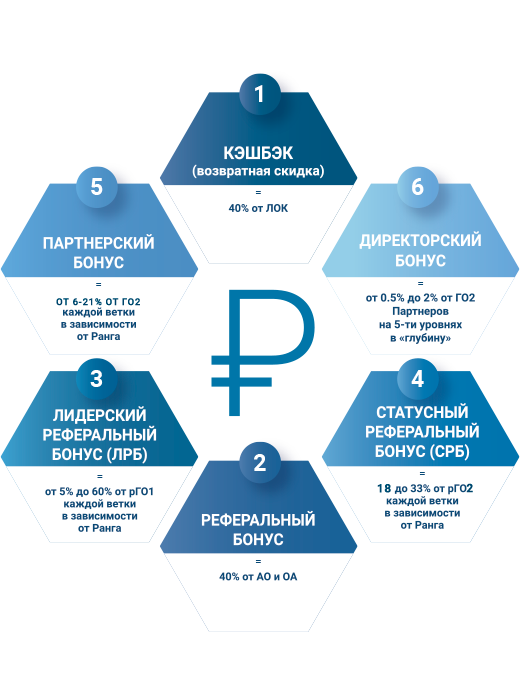 1
КЭШБЭК
(возвратная скидка)
=
40% от ЛОК
5
ПАРТНЕРСКИЙ
БОНУС
=
ОТ 6-21% ОТ ГО2
каждой ветки
в зависимости
от Ранга
6
ДИРЕКТОРСКИЙ
БОНУС
=
от 0.5% до 2% от ГО2
Партнеров
на 5-ти уровнях
в «глубину»
₽
3
ЛИДЕРСКИЙ
РЕФЕРАЛЬНЫЙ
БОНУС (ЛРБ)
=
от 5% до 60% от рГО1
каждой ветки
в зависимости
от Ранга
4
СТАТУСНЫЙ
РЕФЕРАЛЬНЫЙ
БОНУС (СРБ)
=
18 до 33% от рГО2
каждой ветки
в зависимости
от Ранга
2
РЕФЕРАЛЬНЫЙ
БОНУС
=
40% от АО и ОА